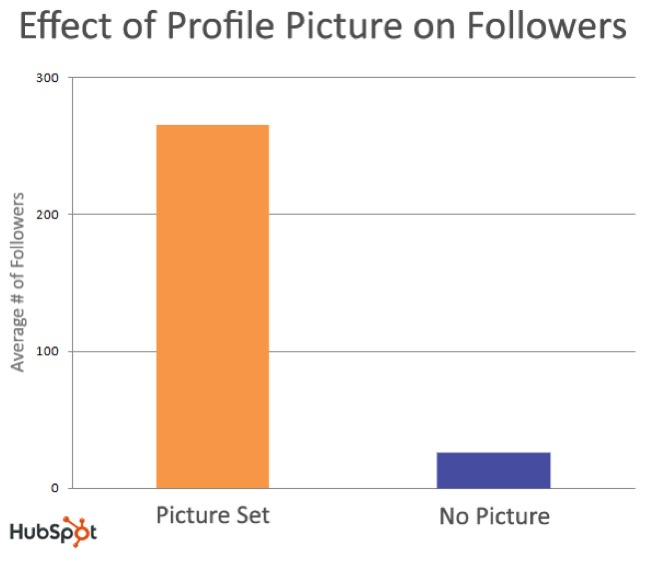 Effect of Profile Picture on Followers
300
200
100
0
Average # of Followers
Picture Set
No Picture
HubSpot